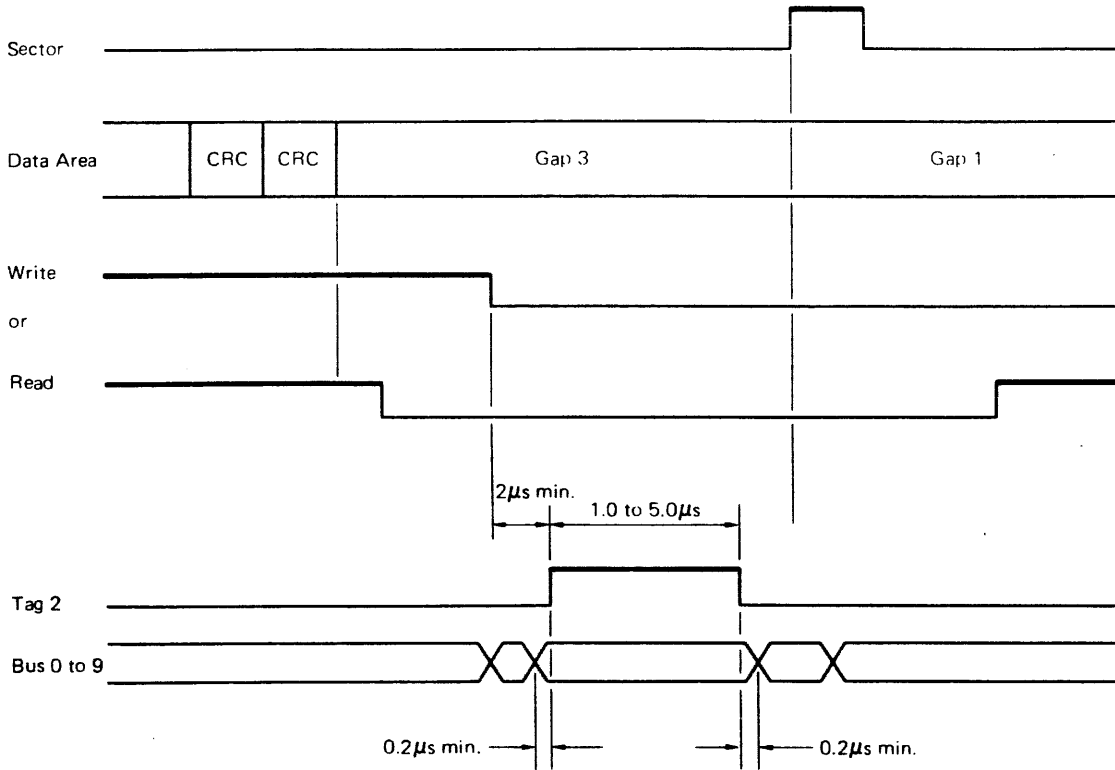 Sector
Data Area
CRC
CRC
Gap 3
Gap 1
Write
or
Read
2μs min.
1.0 to 5.0μs
Tag 2
Bus 0 to 9
0.2μs min.
0.2μs min.